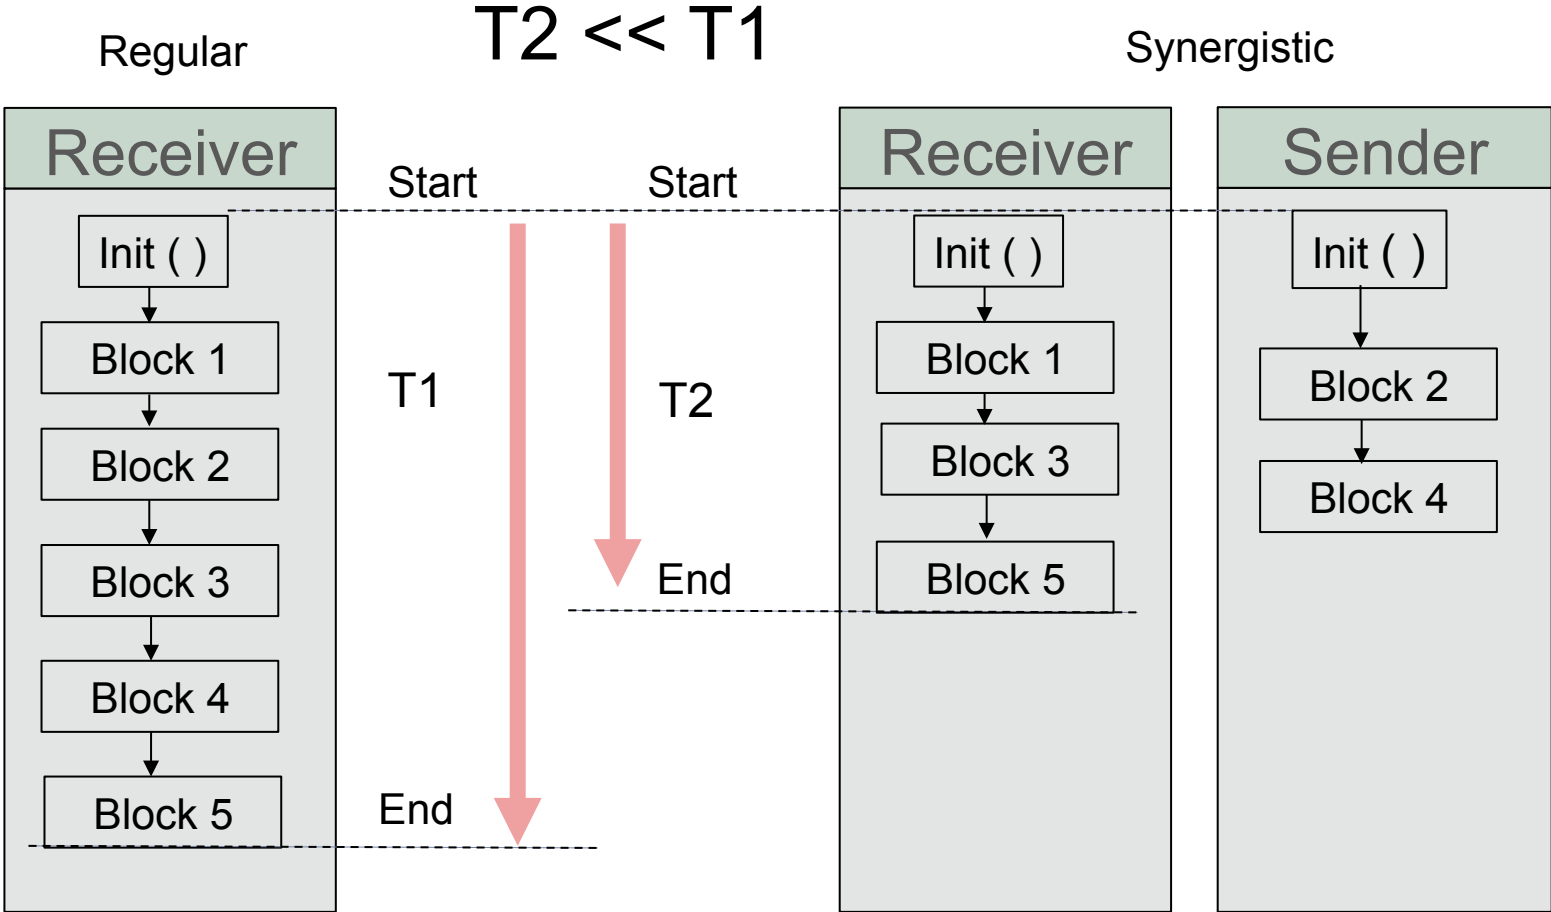 T2 << T1
Regular
Synergistic
Receiver
Start
Start
Receiver
Sender
Init ( )
Block 1
Block 2
Block 3
Block 4
Block 5
T1
End
T2
End
Init ( )
Block 1
Block 3
Block 5
Init ( )
Block 2
Block 4